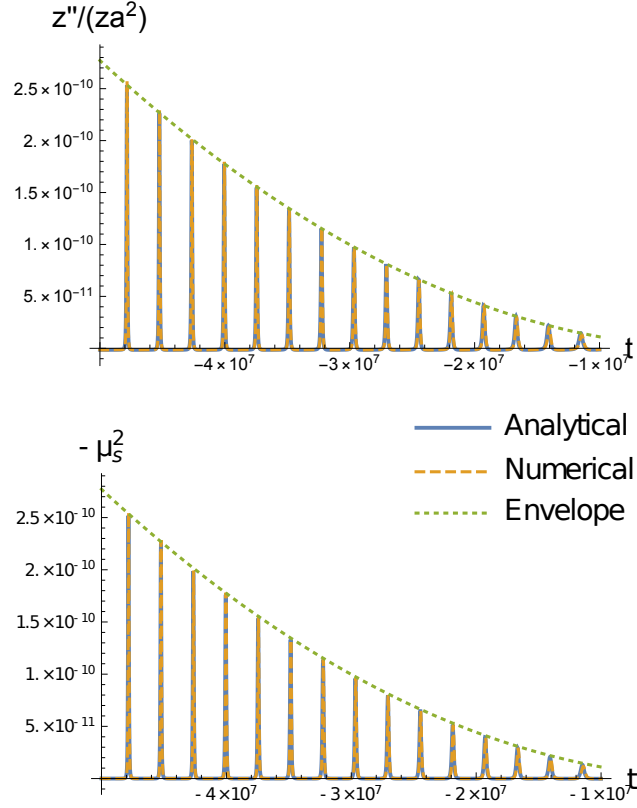 z''/(za²)
2.5×10⁻¹⁰
2.×10⁻¹⁰
1.5×10⁻¹⁰
1.×10⁻¹⁰
5.×10⁻¹¹
−4×10⁷ −3×10⁷ −2×10⁷ −1×10⁷ t
- μₛ²
Analytical
Numerical
Envelope
2.5×10⁻¹⁰
2.×10⁻¹⁰
1.5×10⁻¹⁰
1.×10⁻¹⁰
5.×10⁻¹¹
-4×10⁷ -3×10⁷ -2×10⁷ -1×10⁷ t